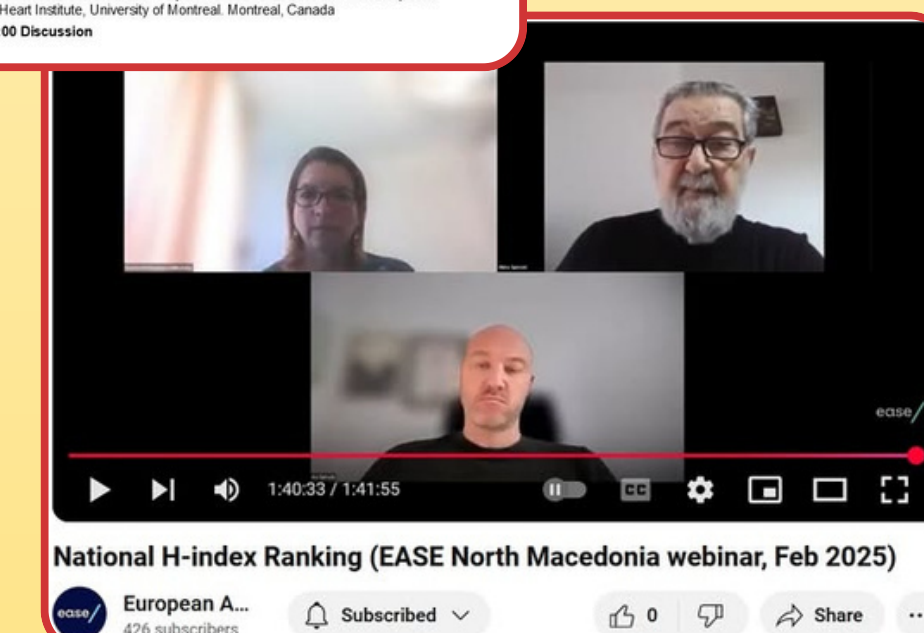 Heart Institute, University of Montreal. Montreal, Canada
:00 Discussion
ease/
1:40:33 / 1:41:55
CC
National H-index Ranking (EASE North Macedonia webinar, Feb 2025)
ease/
European A...
Subscribed
0
Share
426 subscribers